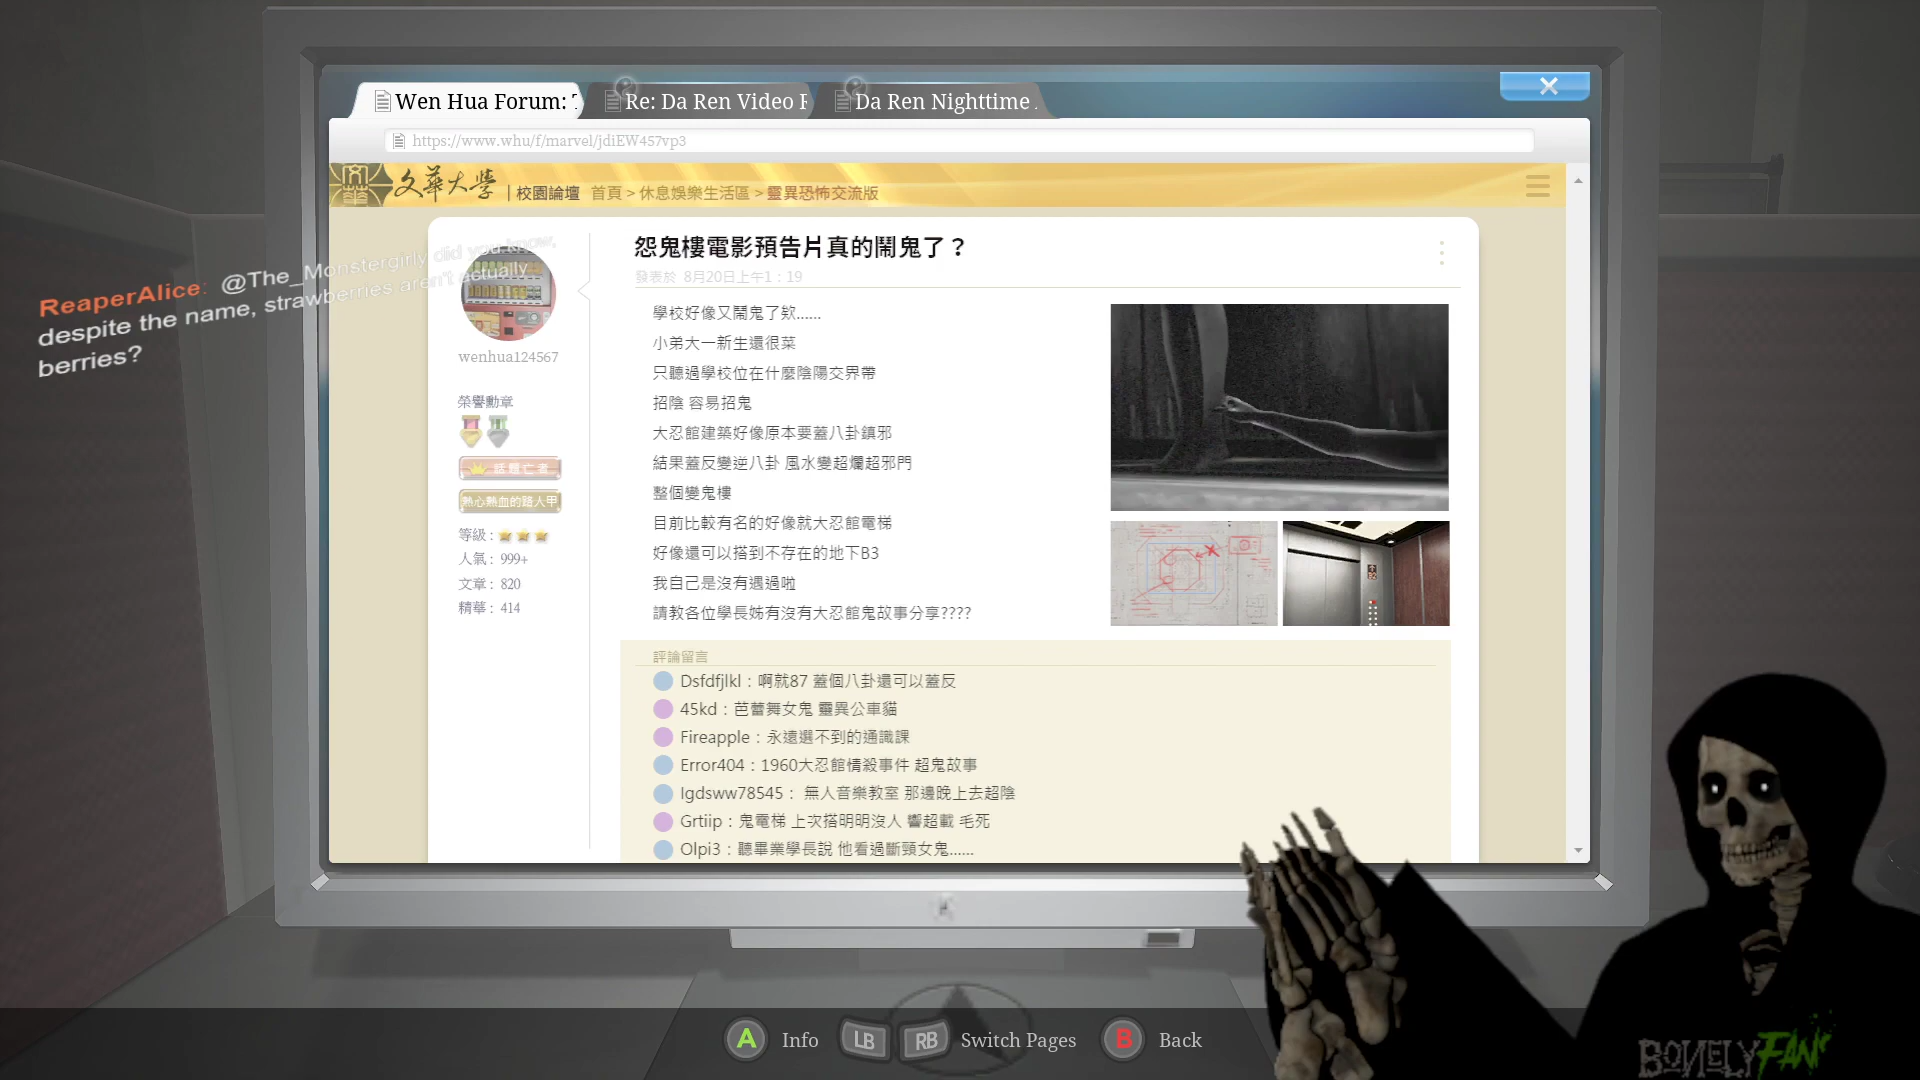 Wen Hua Forum:
Re: Da Ren Video F
Da Ren Nighttime
https://www.whu/f/marvel/jdiEW457vp3
文華大學 | 校園論壇 首頁 > 休息娛樂生活區 > 靈異恐怖交流版
怨鬼樓電影預告片真的鬧鬼了？
發表於 8月20日上午1：19
ReaperAlice: @The_Monstergirly did you know,
despite the name, strawberries aren't actually
berries?
wenhua124567
榮譽勳章
話題亡者
熱心熱血的路人甲
等級 :
人氣 : 999+
文章 : 820
精華 : 414
學校好像又鬧鬼了欸......
小弟大一新生還很菜
只聽過學校位在什麼陰陽交界帶
招陰 容易招鬼
大忍館建築好像原本要蓋八卦鎮邪
結果蓋反變逆八卦 風水變超爛超邪門
整個變鬼樓
目前比較有名的好像就大忍館電梯
好像還可以搭到不存在的地下B3
我自己是沒有遇過啦
請教各位學長姊有沒有大忍館鬼故事分享????
評論留言
Dsfdfjlkl：啊就87 蓋個八卦還可以蓋反
45kd：芭蕾舞女鬼 靈異公車貓
Fireapple：永遠選不到的通識課
Error404：1960大忍館情殺事件 超鬼故事
Igdsww78545： 無人音樂教室 那邊晚上去超陰
Grtiip：鬼電梯 上次搭明明沒人 響超載 毛死
Olpi3：聽畢業學長說 他看過斷頸女鬼......
A Info LB RB Switch Pages B Back
BONELYFANS